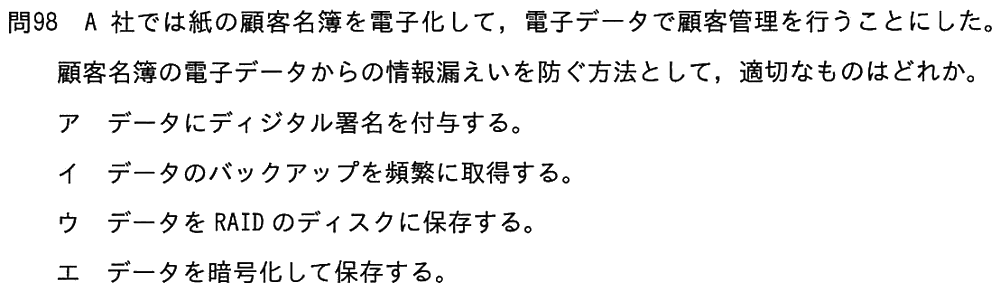 問98 A 社では紙の顧客名簿を電子化して，電子データで顧客管理を行うことにした。
顧客名簿の電子データからの情報漏えいを防ぐ方法として，適切なものはどれか。
ア データにディジタル署名を付与する。
イ データのバックアップを頻繁に取得する。
ウ データを RAID のディスクに保存する。
エ データを暗号化して保存する。